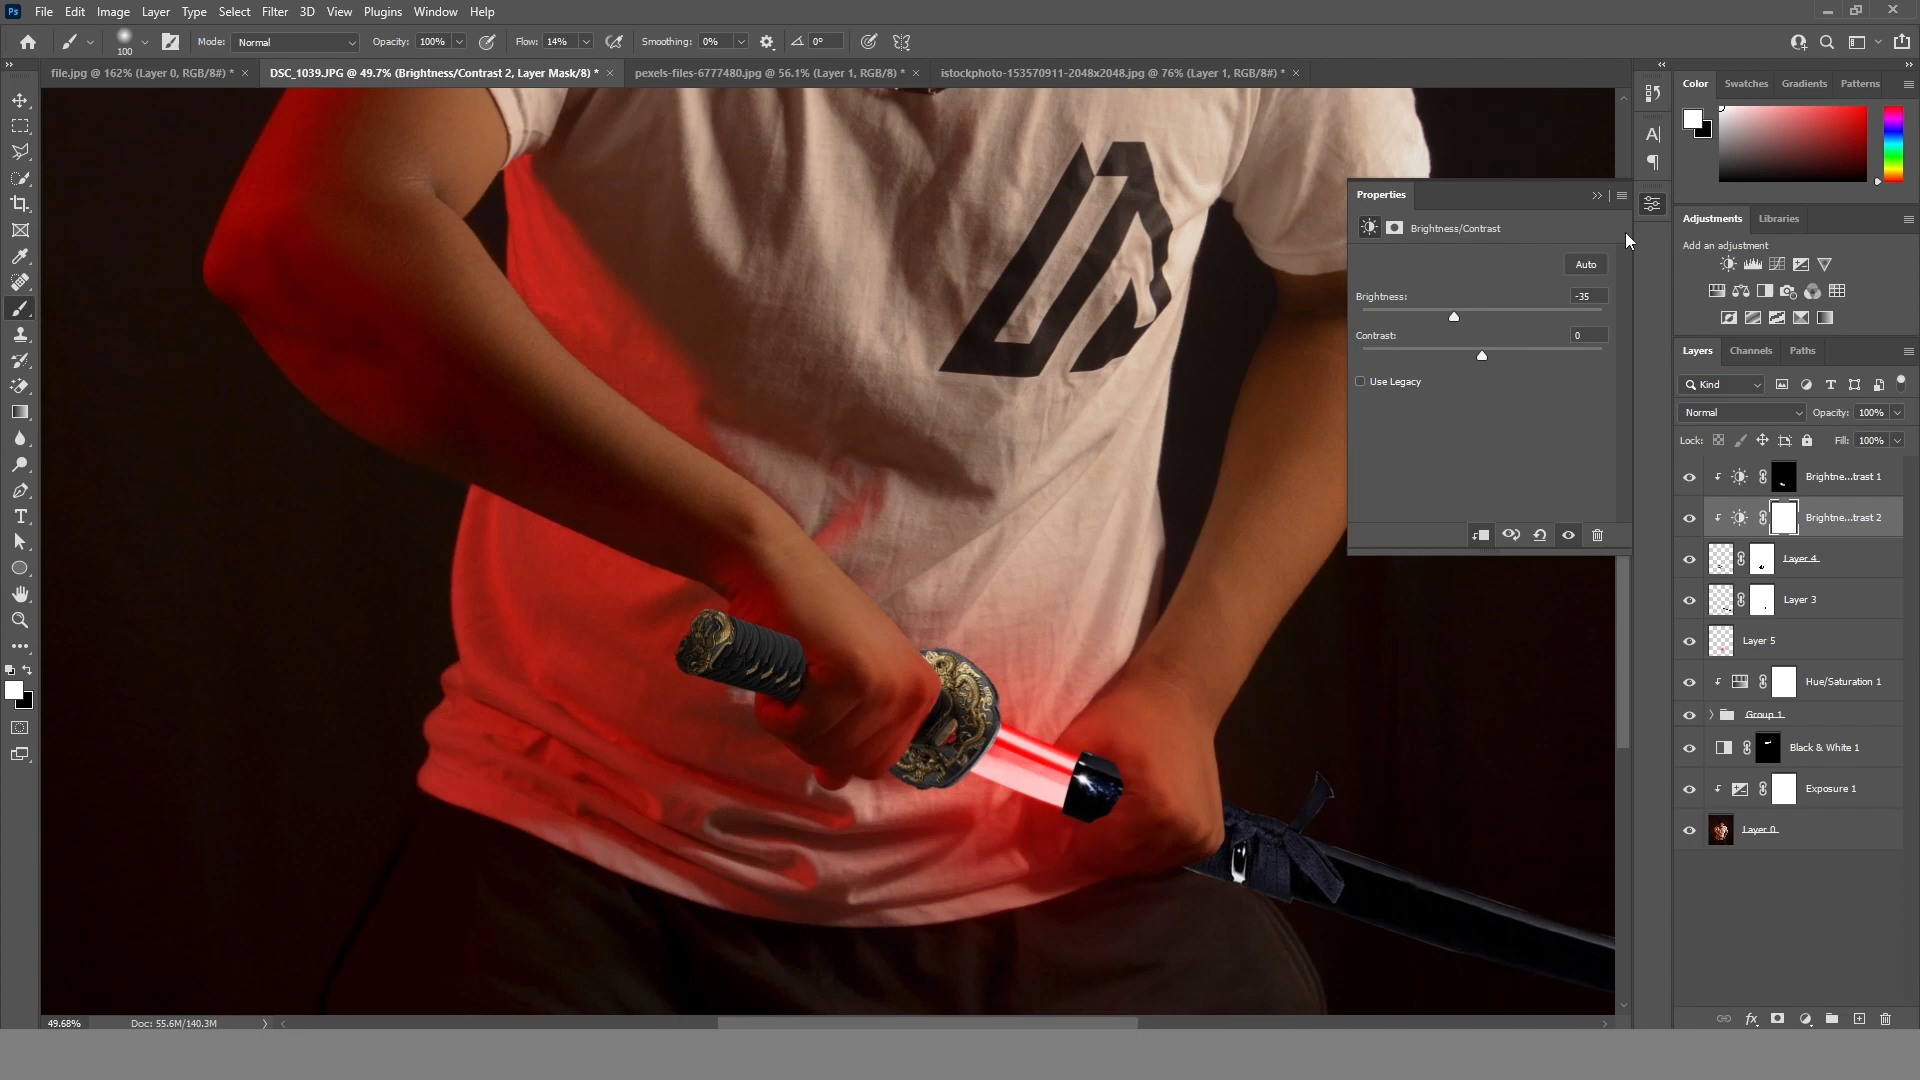 Ps File Edit Image Layer Type Select Filter 3D View Plugins Window Help
100 Mode: Normal Opacity: 100% Flow: 14% Smoothing: 0% 0°
file.jpg @ 162% (Layer 0, RGB/8#) * × DSC_1039.JPG @ 49.7% (Brightness/Contrast 2, Layer Mask/8) * × pexels-files-6777480.jpg @ 56.1% (Layer 1, RGB/8) * × istockphoto-153570911-2048x2048.jpg @ 76% (Layer 1, RGB/8#) * ×
Color Swatches Gradients Patterns
Properties
Brightness/Contrast
Auto
Brightness: -35
Contrast: 0
Use Legacy
Adjustments Libraries
Add an adjustment
Layers Channels Paths
Kind
Normal Opacity: 100%
Lock: Fill: 100%
Brightne...trast 1
Brightne...trast 2
Layer 4
Layer 3
Layer 5
Hue/Saturation 1
Group 1
Black & White 1
Exposure 1
Layer 0
49.68% Doc: 55.6M/140.3M